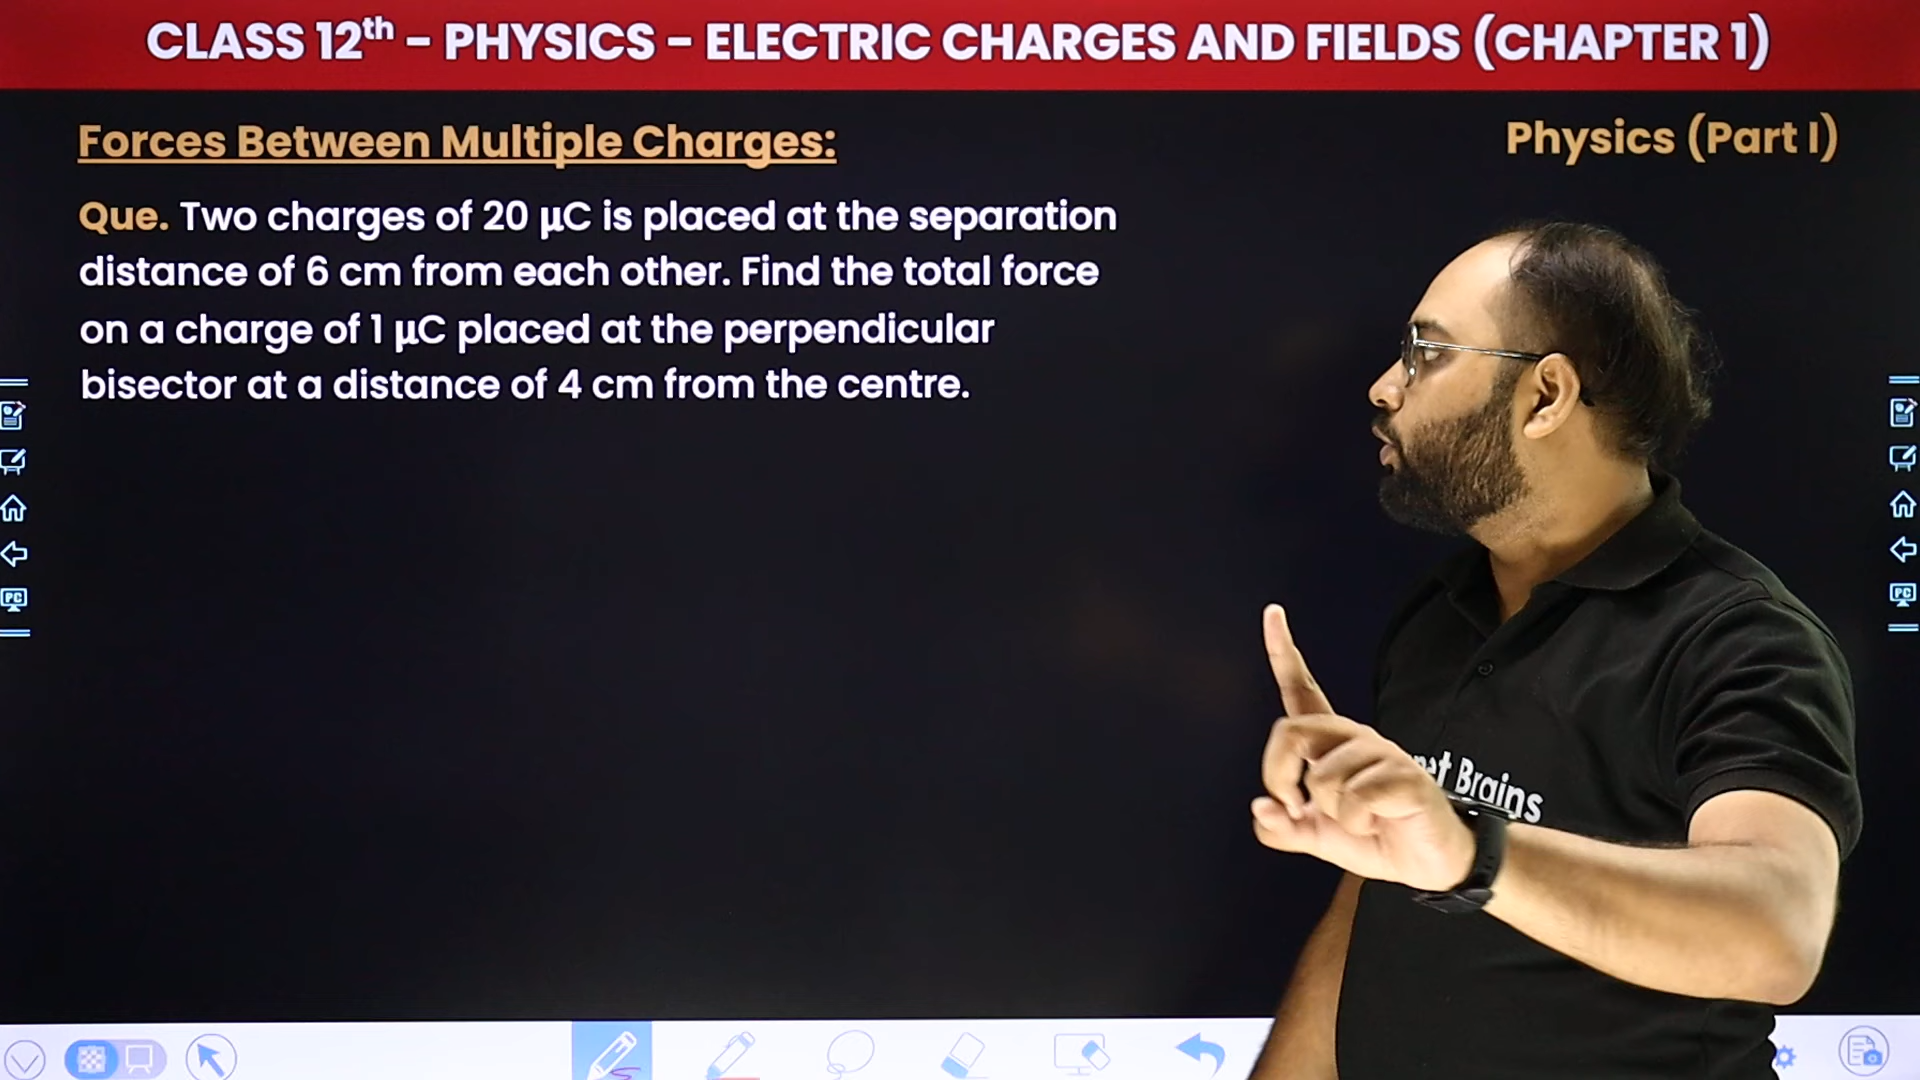 CLASS 12th - PHYSICS - ELECTRIC CHARGES AND FIELDS (CHAPTER 1)
Forces Between Multiple Charges:
Physics (Part I)
Que. Two charges of 20 μC is placed at the separation
distance of 6 cm from each other. Find the total force
on a charge of 1 μC placed at the perpendicular
bisector at a distance of 4 cm from the centre.
PC
PC
Brains